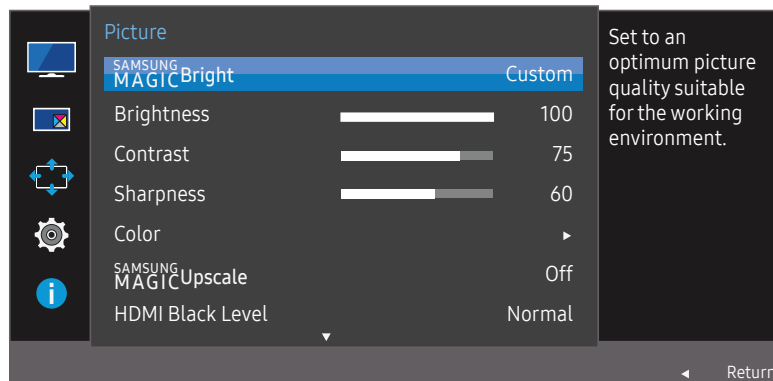 Picture
SAMSUNG
MAGICBright Custom
Brightness 100
Contrast 75
Sharpness 60
Color ▸
SAMSUNG
MAGICUpscale Off
HDMI Black Level Normal
Set to an
optimum picture
quality suitable
for the working
environment.
Return